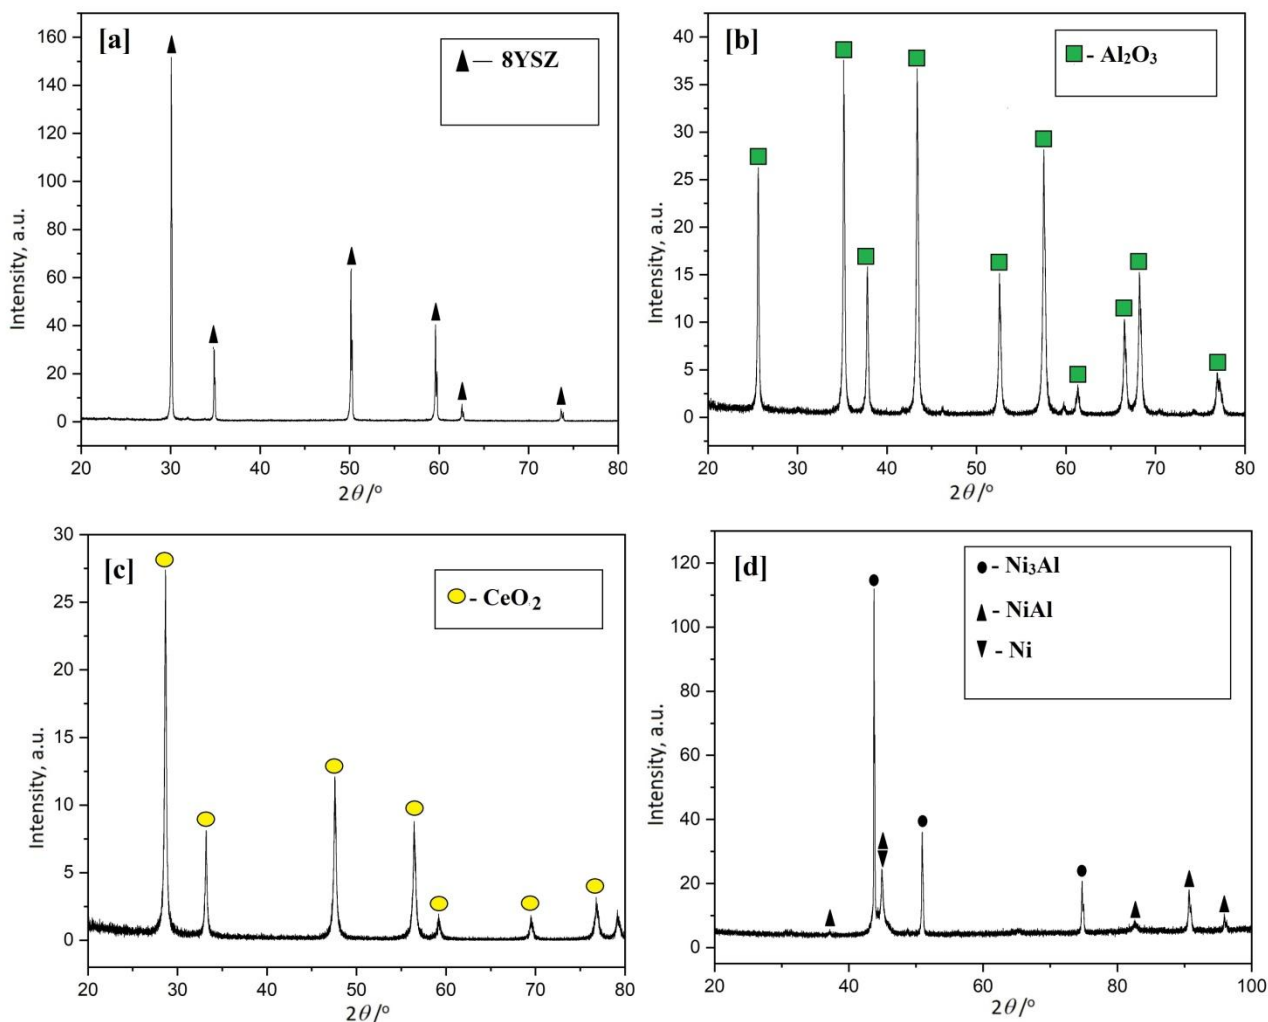 [a]
▲— 8YSZ
160
140
120
100
80
60
40
20
0
Intensity, a.u.
20 30 40 50 60 70 80
2θ/°
[b]
- Al₂O₃
40
35
30
25
20
15
10
5
0
Intensity, a.u.
20 30 40 50 60 70 80
2θ/°
[c]
- CeO₂
30
25
20
15
10
5
0
Intensity, a.u.
20 30 40 50 60 70 80
2θ/°
[d]
- Ni₃Al
- NiAl
- Ni
120
100
80
60
40
20
0
Intensity, a.u.
20 40 60 80 100
2θ/°